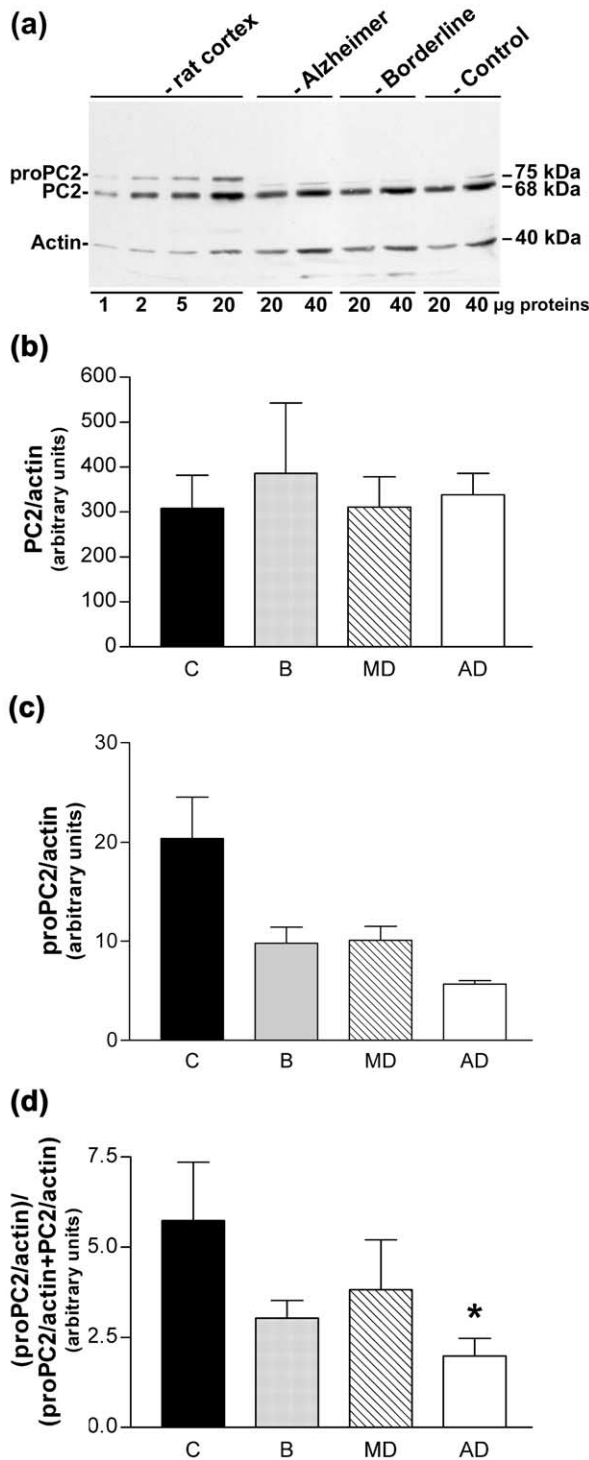 (a)
- rat cortex
- Alzheimer
- Borderline
- Control
proPC2-
PC2-
Actin-
- 75 kDa
- 68 kDa
- 40 kDa
1 2 5 20 20 40 20 40 20 40 µg proteins
(b)
PC2/actin
(arbitrary units)
600
500
400
300
200
100
0
C B MD AD
(c)
proPC2/actin
(arbitrary units)
30
20
10
0
C B MD AD
(d)
(proPC2/actin)/
(proPC2/actin+PC2/actin)
(arbitrary units)
7.5
5.0
2.5
0.0
*
C B MD AD